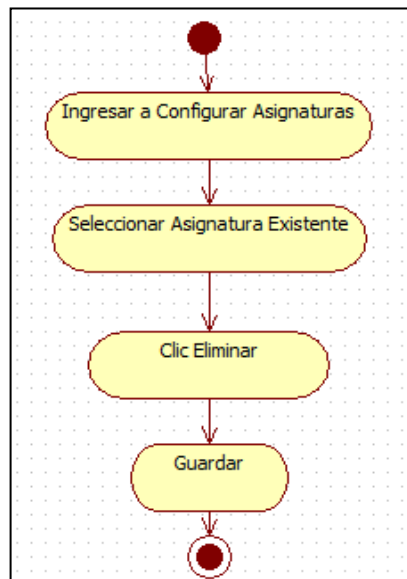 Ingresar a Configurar Asignaturas
Seleccionar Asignatura Existente
Clic Eliminar
Guardar